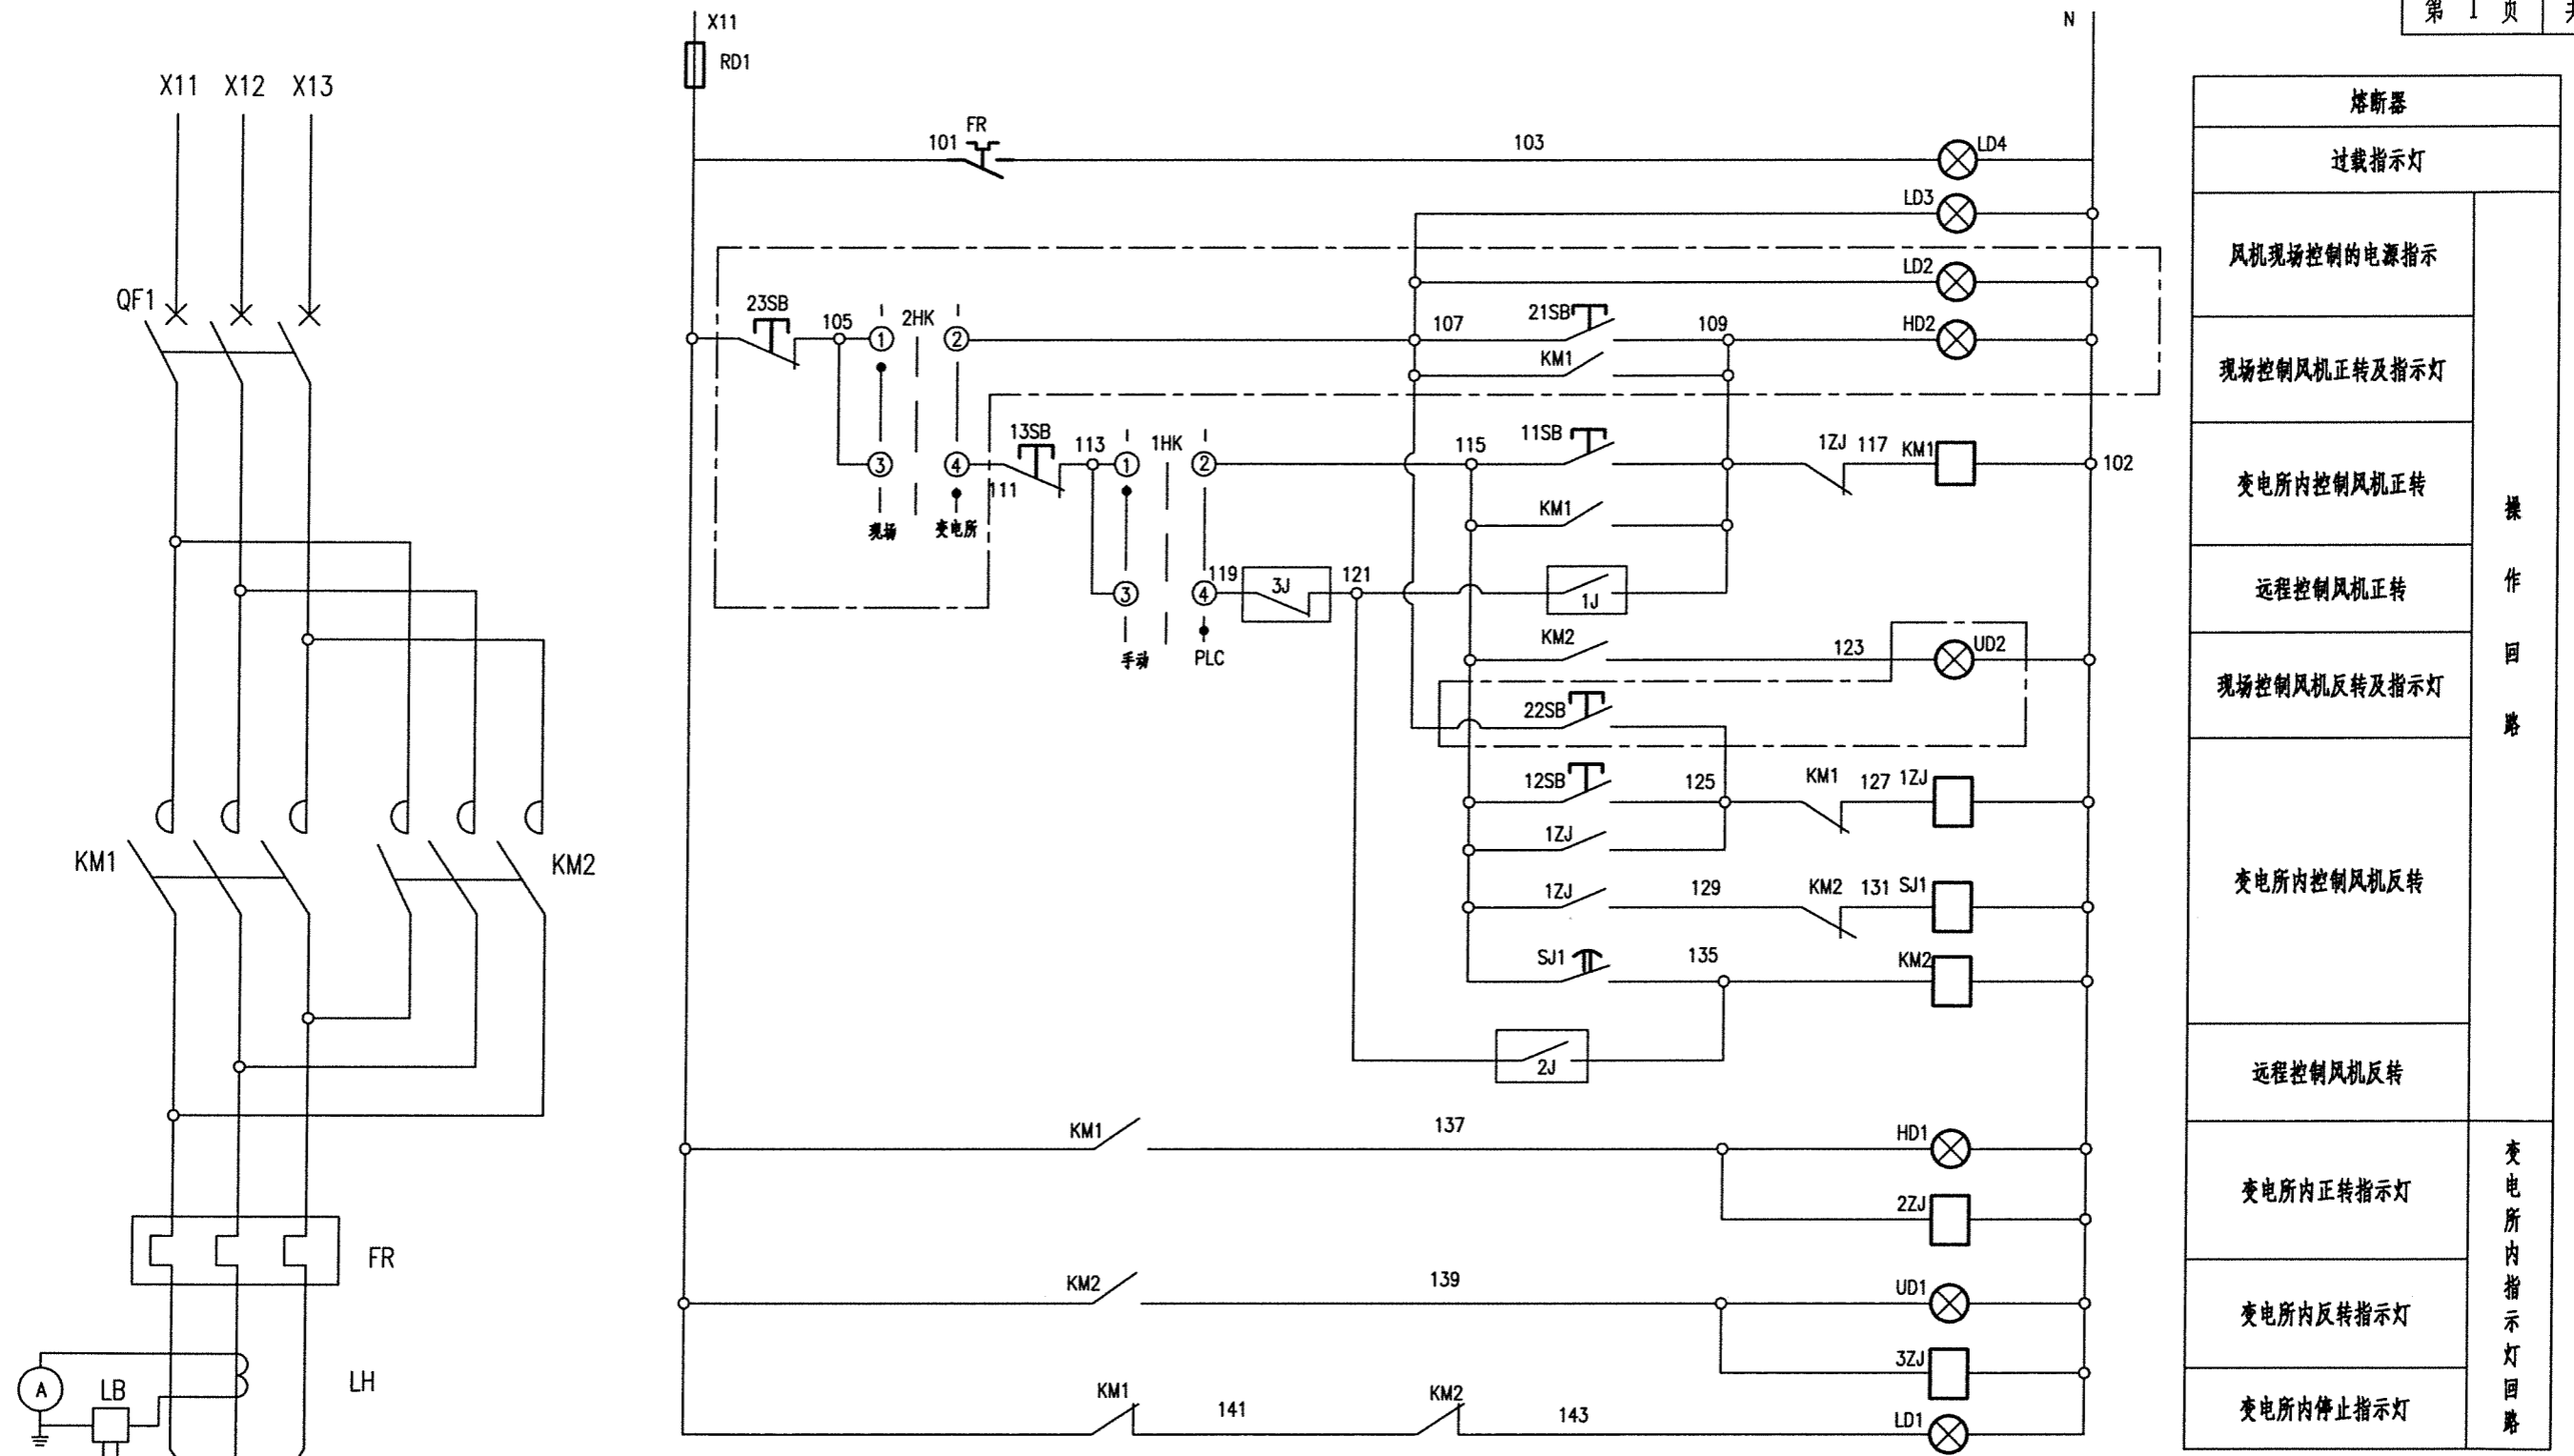 第 1 页
X11 X12 X13
QF1
KM1
KM2
FR
LH
A
LB
X11
RD1
N
101
FR
103
LD4
LD3
LD2
23SB
105
1
2HK
2
107
21SB
109
HD2
KM1
3
4
111
现场
变电所
13SB
113
1
1HK
2
115
11SB
1ZJ
117
KM1
102
KM1
3
4
119
3J
121
1J
手动
PLC
KM2
123
UD2
22SB
12SB
125
KM1
127
1ZJ
1ZJ
1ZJ
129
KM2
131
SJ1
SJ1
135
KM2
2J
KM1
137
HD1
2ZJ
KM2
139
UD1
3ZJ
KM1
141
KM2
143
LD1
熔断器
过载指示灯
风机现场控制的电源指示
现场控制风机正转及指示灯
变电所内控制风机正转
远程控制风机正转
现场控制风机反转及指示灯
变电所内控制风机反转
远程控制风机反转
操作回路
变电所内正转指示灯
变电所内反转指示灯
变电所内停止指示灯
变电所内指示灯回路